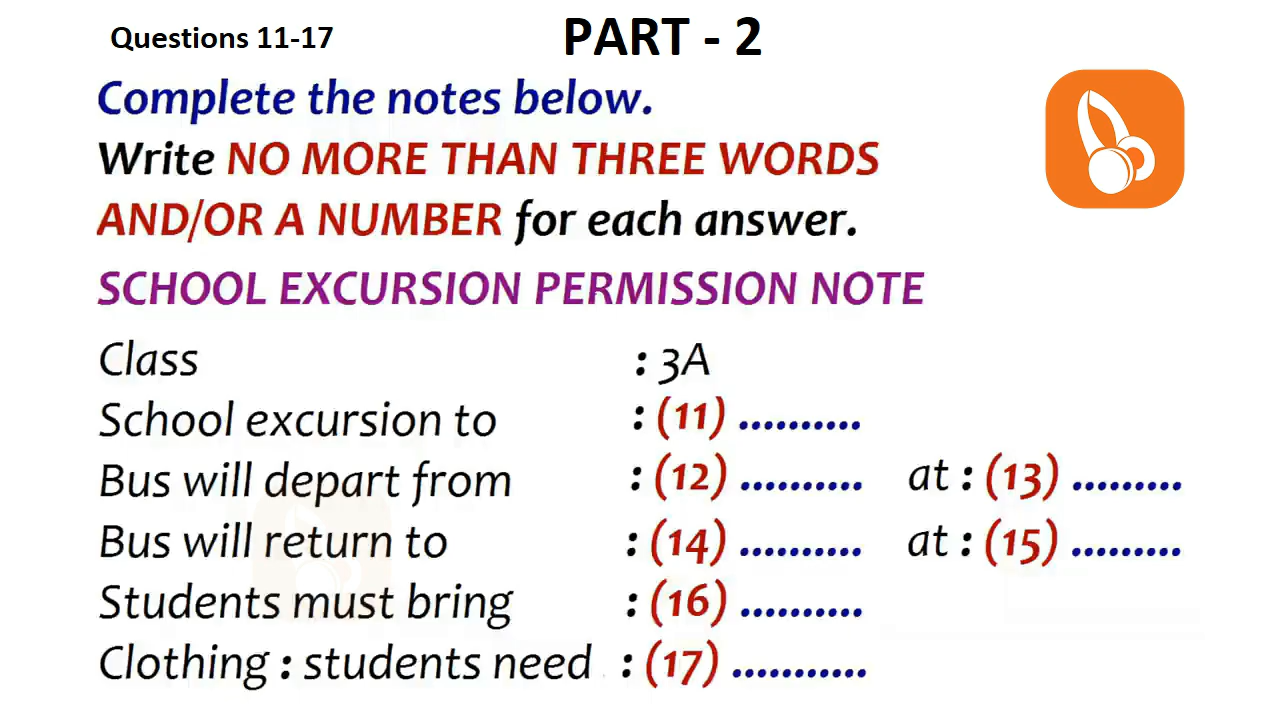 Questions 11-17
PART - 2
Complete the notes below.
Write NO MORE THAN THREE WORDS
AND/OR A NUMBER for each answer.
SCHOOL EXCURSION PERMISSION NOTE
Class : 3A
School excursion to : (11) ..........
Bus will depart from : (12) .......... at : (13) .........
Bus will return to : (14) .......... at : (15) .........
Students must bring : (16) ..........
Clothing : students need : (17) ...........